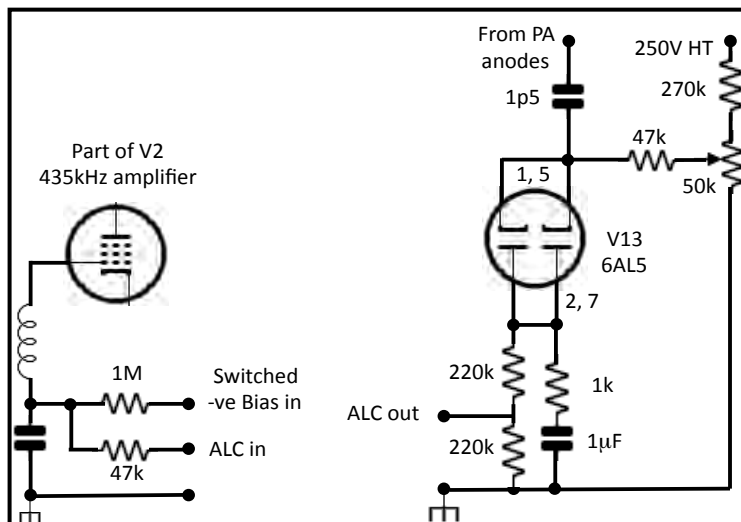 From PA
anodes
1p5
250V HT
270k
47k
50k
1, 5
V13
6AL5
2, 7
220k
1k
ALC out
220k
1µF
Part of V2
435kHz amplifier
1M
Switched
-ve Bias in
ALC in
47k